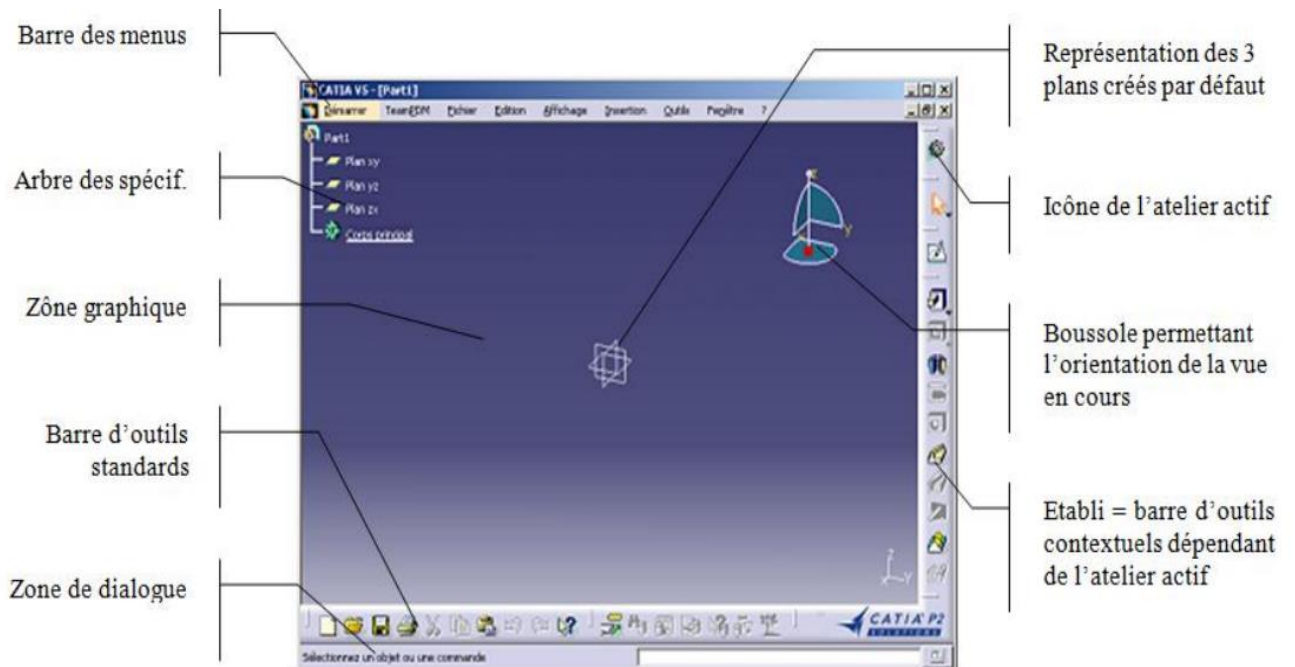 Barre des menus
Arbre des spécif.
Zône graphique
Barre d'outils
standards
Zone de dialogue
CATIA V5 - [Part1]
Démarrer TeamPDM Fichier Edition Affichage Insertion Outils Fenêtre ?
Part1
Plan xy
Plan yz
Plan zx
Corps principal
y
z
y
CATIA P2
SOLUTIONS
Sélectionnez un objet ou une commande
Représentation des 3
plans créés par défaut
Icône de l'atelier actif
Boussole permettant
l'orientation de la vue
en cours
Etabli = barre d'outils
contextuels dépendant
de l'atelier actif